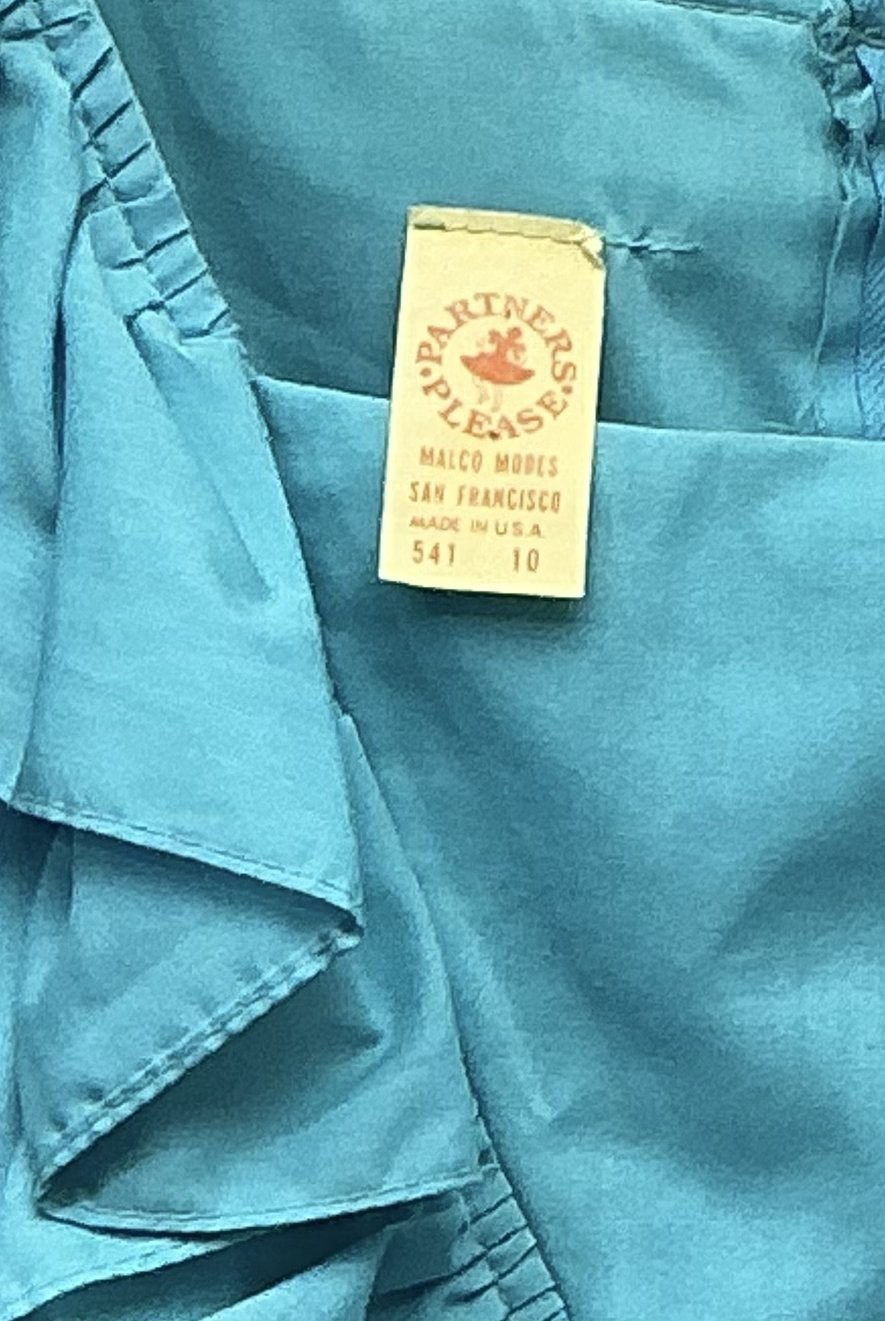 •PARTNERS•
PLEASE
MALCO MODES
SAN FRANCISCO
MADE IN U.S.A.
541 10